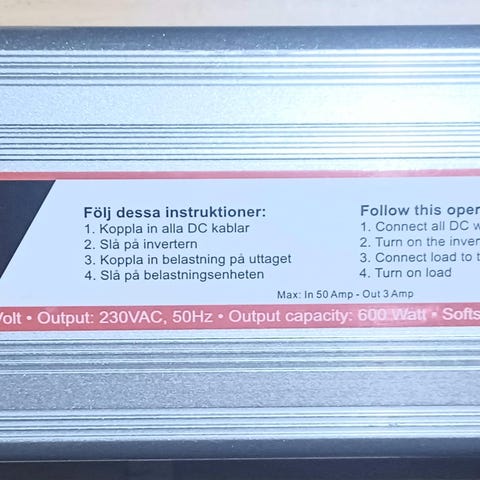 Följ dessa instruktioner:
1. Koppla in alla DC kablar
2. Slå på invertern
3. Koppla in belastning på uttaget
4. Slå på belastningsenheten
Follow this oper
1. Connect all DC w
2. Turn on the inver
3. Connect load to t
4. Turn on load
Max: In 50 Amp - Out 3 Amp
Volt • Output: 230VAC, 50Hz • Output capacity: 600 Watt • Softs